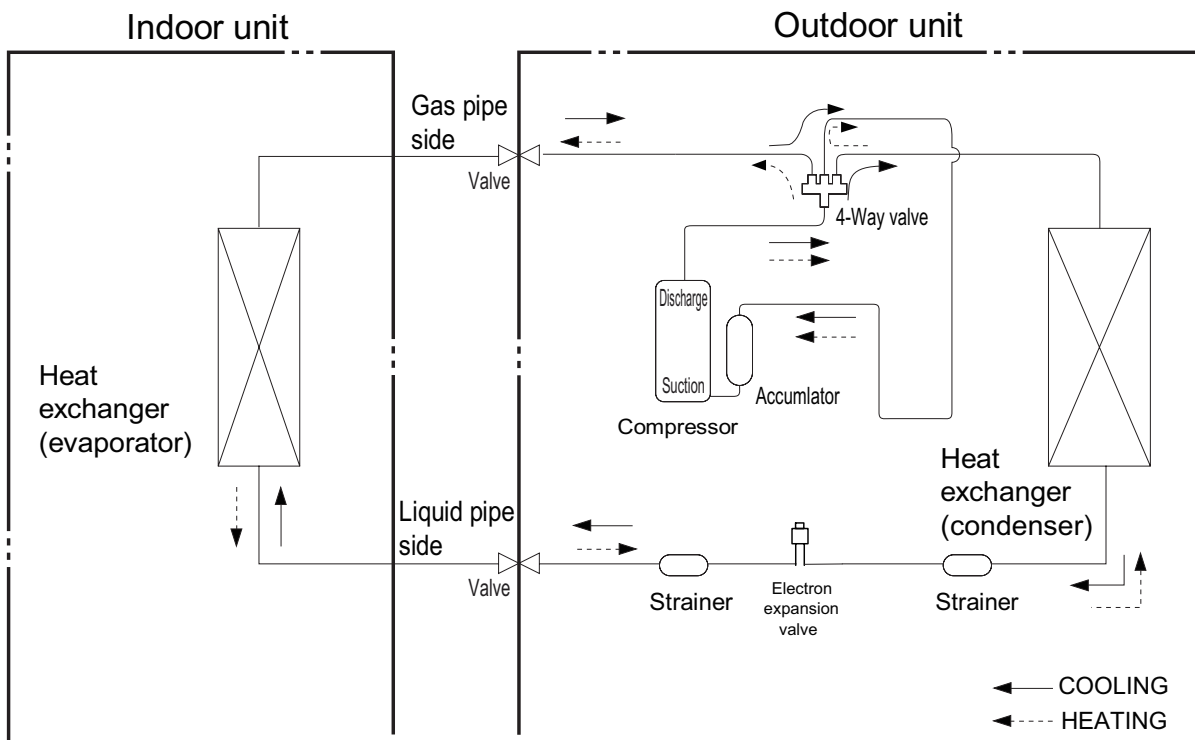 Indoor unit
Outdoor unit
Gas pipe
side
Valve
4-Way valve
Discharge
Suction
Accumlator
Compressor
Heat
exchanger
(evaporator)
Heat
exchanger
(condenser)
Liquid pipe
side
Valve
Strainer
Electron
expansion
valve
Strainer
COOLING
HEATING